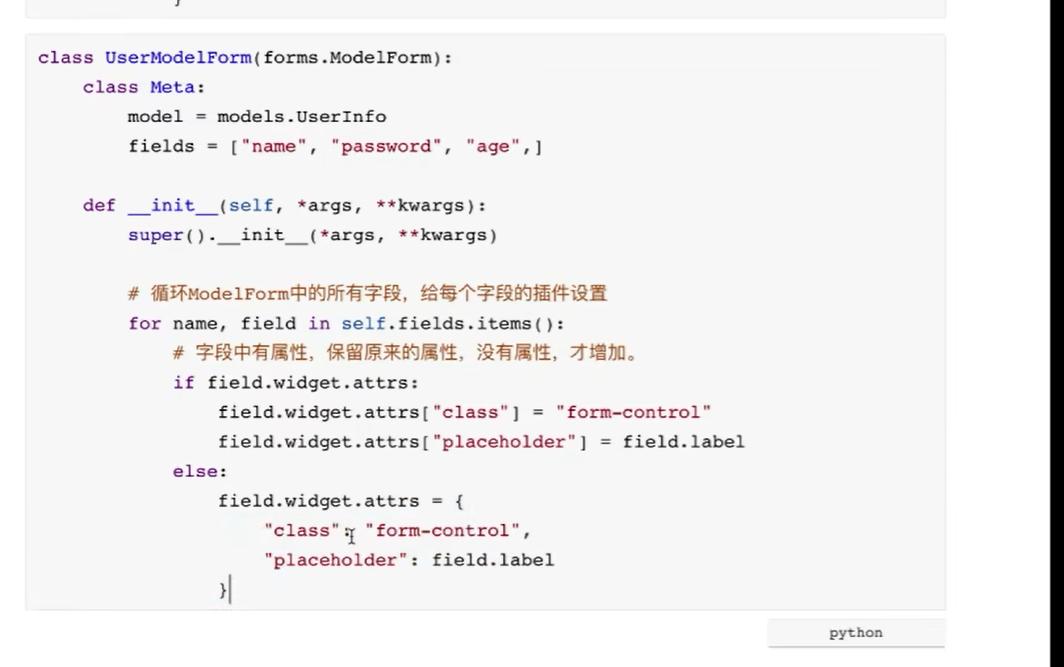 }
class UserModelForm(forms.ModelForm):
    class Meta:
        model = models.UserInfo
        fields = ["name", "password", "age",]

    def __init__(self, *args, **kwargs):
        super().__init__(*args, **kwargs)

        # 循环ModelForm中的所有字段，给每个字段的插件设置
        for name, field in self.fields.items():
            # 字段中有属性，保留原来的属性，没有属性，才增加。
            if field.widget.attrs:
                field.widget.attrs["class"] = "form-control"
                field.widget.attrs["placeholder"] = field.label
            else:
                field.widget.attrs = {
                    "class": "form-control",
                    "placeholder": field.label
                }
python